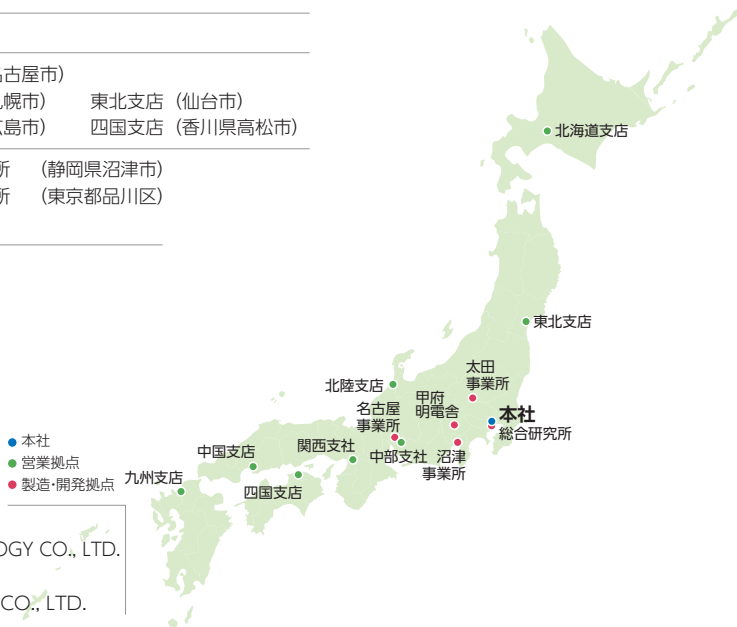 名古屋市)
札幌市) 東北支店 (仙台市)
広島市) 四国支店 (香川県高松市)
所 (静岡県沼津市)
所 (東京都品川区)
北海道支店
東北支店
太田
事業所
北陸支店
甲府
明電舎
名古屋
事業所
本社
総合研究所
中部支社
沼津
事業所
関西支社
中国支店
四国支店
九州支店
本社
営業拠点
製造・開発拠点
OGY CO., LTD.
CO., LTD.